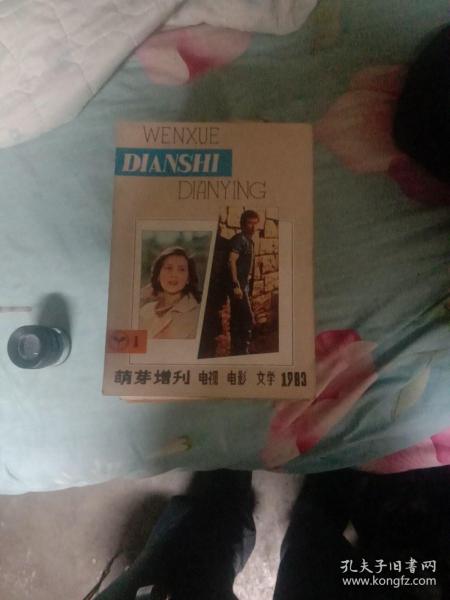 WENXUE
DIANSHI
DIANYING
1
萌芽增刊 电视 电影 文学 1983
孔夫子旧书网
www.kongfz.com